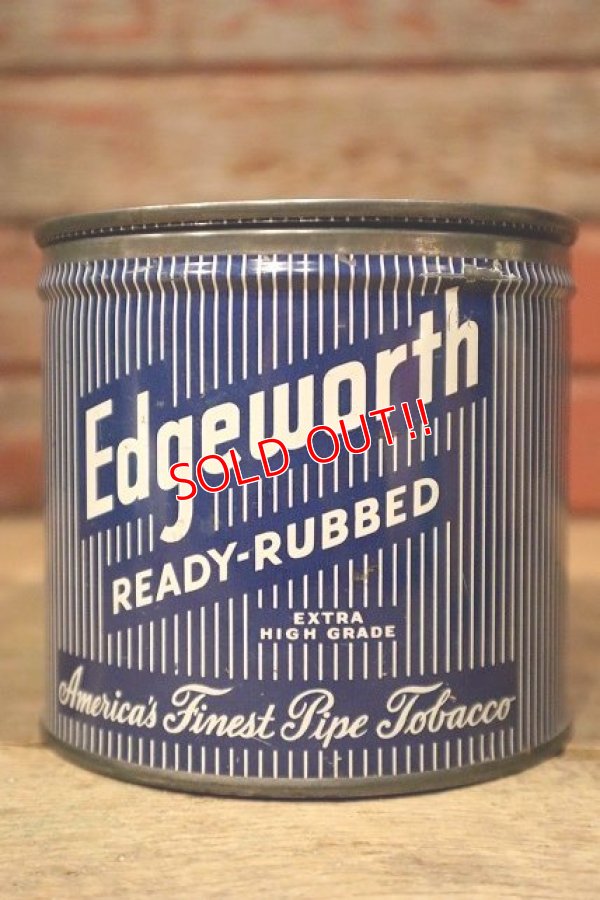 Edgeworth
SOLD OUT!!
READY-RUBBED
EXTRA
HIGH GRADE
America's Finest Pipe Tobacco